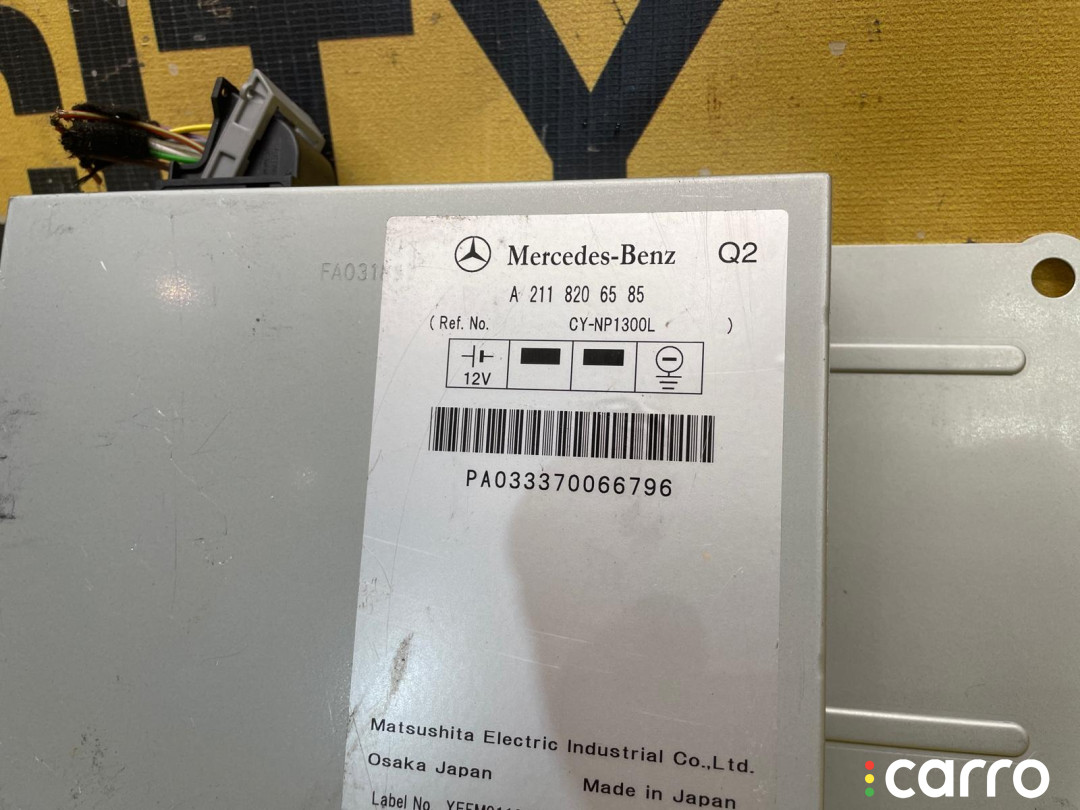 ITY
FA031
Mercedes-Benz Q2
A 211 820 65 85
( Ref. No. CY-NP1300L )
12V
PA033370066796
Matsushita Electric Industrial Co.,Ltd.
Osaka Japan Made in Japan
Label No.
carro